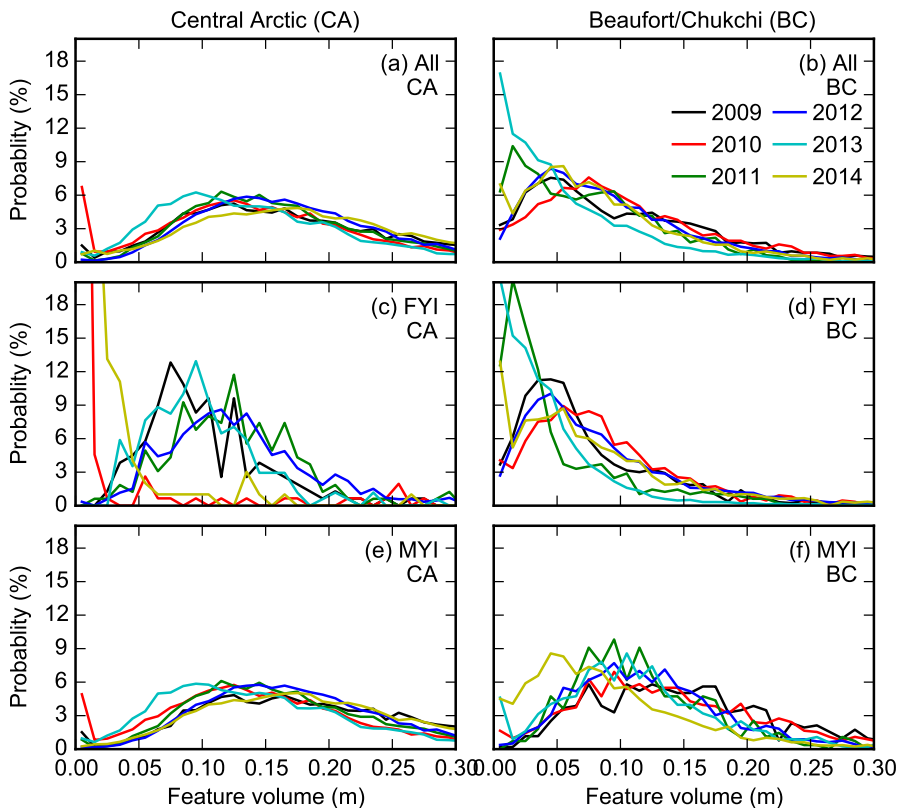 Central Arctic (CA)
Beaufort/Chukchi (BC)
Probablity (%)
18
15
12
9
6
3
0
(a) All
CA
(b) All
BC
2009
2010
2011
2012
2013
2014
Probablity (%)
18
15
12
9
6
3
0
(c) FYI
CA
(d) FYI
BC
Probablity (%)
18
15
12
9
6
3
0
(e) MYI
CA
(f) MYI
BC
0.00 0.05 0.10 0.15 0.20 0.25 0.30
0.00 0.05 0.10 0.15 0.20 0.25 0.30
Feature volume (m)
Feature volume (m)